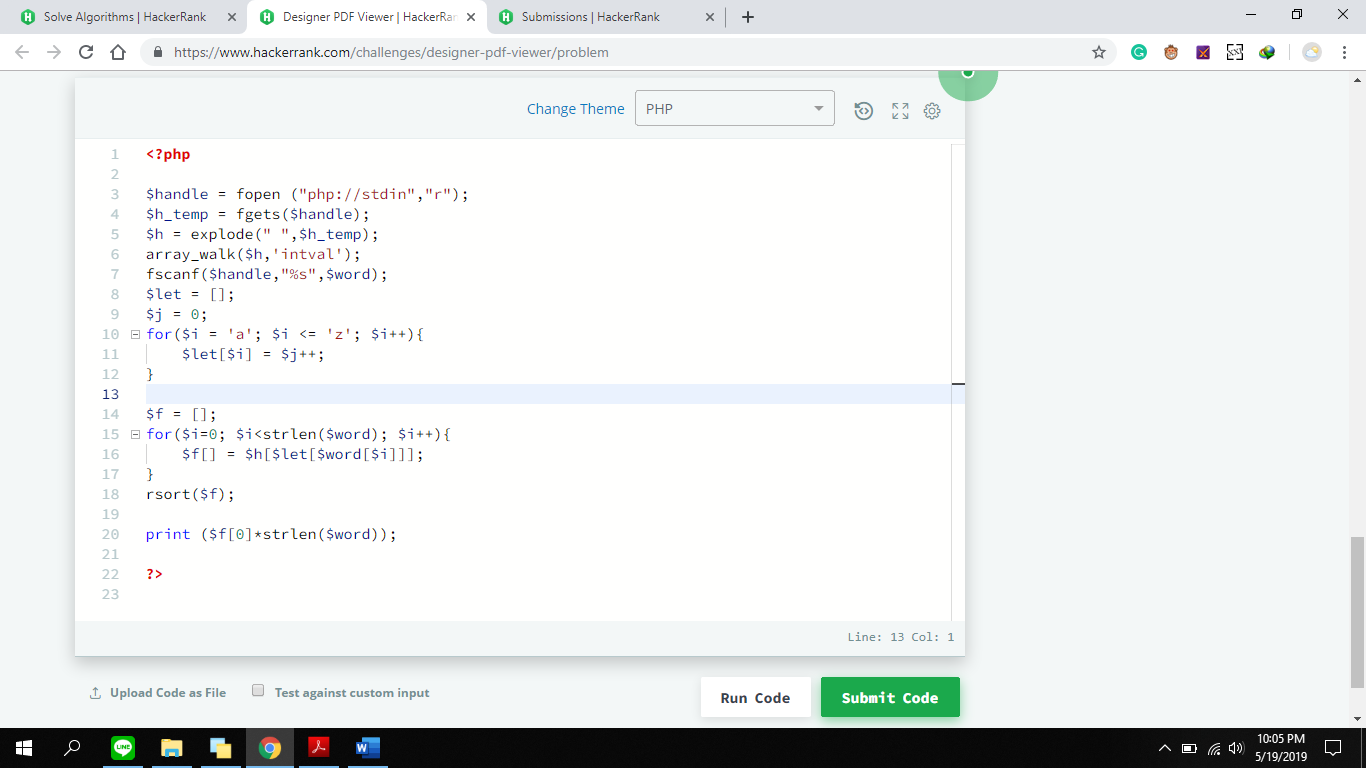 Solve Algorithms | HackerRank
Designer PDF Viewer | HackerRan
Submissions | HackerRank
https://www.hackerrank.com/challenges/designer-pdf-viewer/problem
Change Theme PHP
1 <?php
2
3 $handle = fopen ("php://stdin","r");
4 $h_temp = fgets($handle);
5 $h = explode(" ",$h_temp);
6 array_walk($h,'intval');
7 fscanf($handle,"%s",$word);
8 $let = [];
9 $j = 0;
10 for($i = 'a'; $i <= 'z'; $i++){
11     $let[$i] = $j++;
12 }
13
14 $f = [];
15 for($i=0; $i<strlen($word); $i++){
16     $f[] = $h[$let[$word[$i]]];
17 }
18 rsort($f);
19
20 print ($f[0]*strlen($word));
21
22 ?>
23
Line: 13 Col: 1
Upload Code as File Test against custom input Run Code Submit Code
LINE W
10:05 PM
5/19/2019